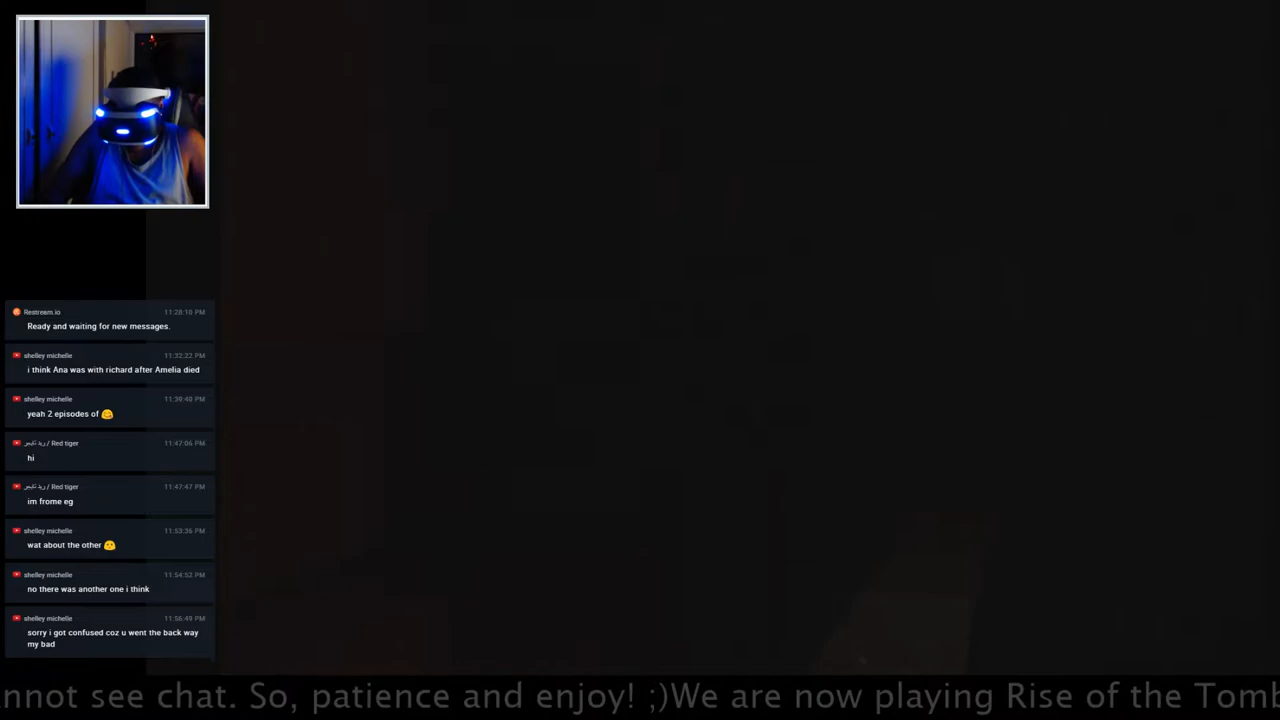 Restream.io 11:28:10 PM
Ready and waiting for new messages.
shelley michelle 11:32:22 PM
i think Ana was with richard after Amelia died
shelley michelle 11:39:40 PM
yeah 2 episodes of 🤗
/ Red tiger 11:47:06 PM
hi
/ Red tiger 11:47:47 PM
im frome eg
shelley michelle 11:53:36 PM
wat about the other 🤔
shelley michelle 11:54:52 PM
no there was another one i think
shelley michelle 11:56:49 PM
sorry i got confused coz u went the back way
my bad
nnot see chat. So, patience and enjoy! ;)We are now playing Rise of the Tomb